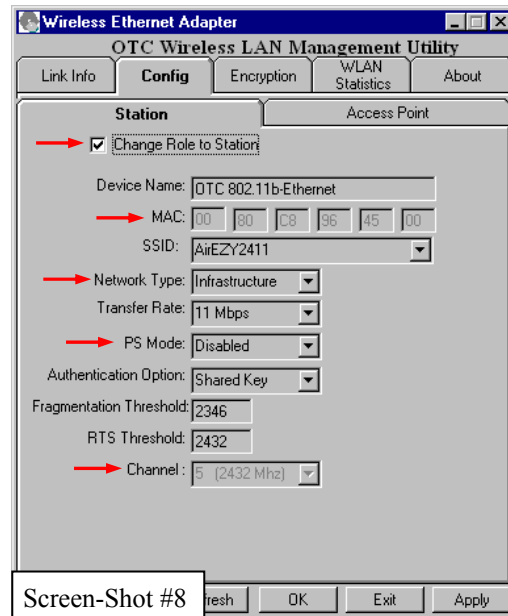 Wireless Ethernet Adapter
OTC Wireless LAN Management Utility
Link Info Config Encryption WLAN Statistics About
Station Access Point
Change Role to Station
Device Name: OTC 802.11b-Ethernet
MAC: 00 80 C8 96 45 00
SSID: AirEZY2411
Network Type: Infrastructure
Transfer Rate: 11 Mbps
PS Mode: Disabled
Authentication Option: Shared Key
Fragmentation Threshold: 2346
RTS Threshold: 2432
Channel : 5 (2432 Mhz)
Screen-Shot #8 fresh OK Exit Apply